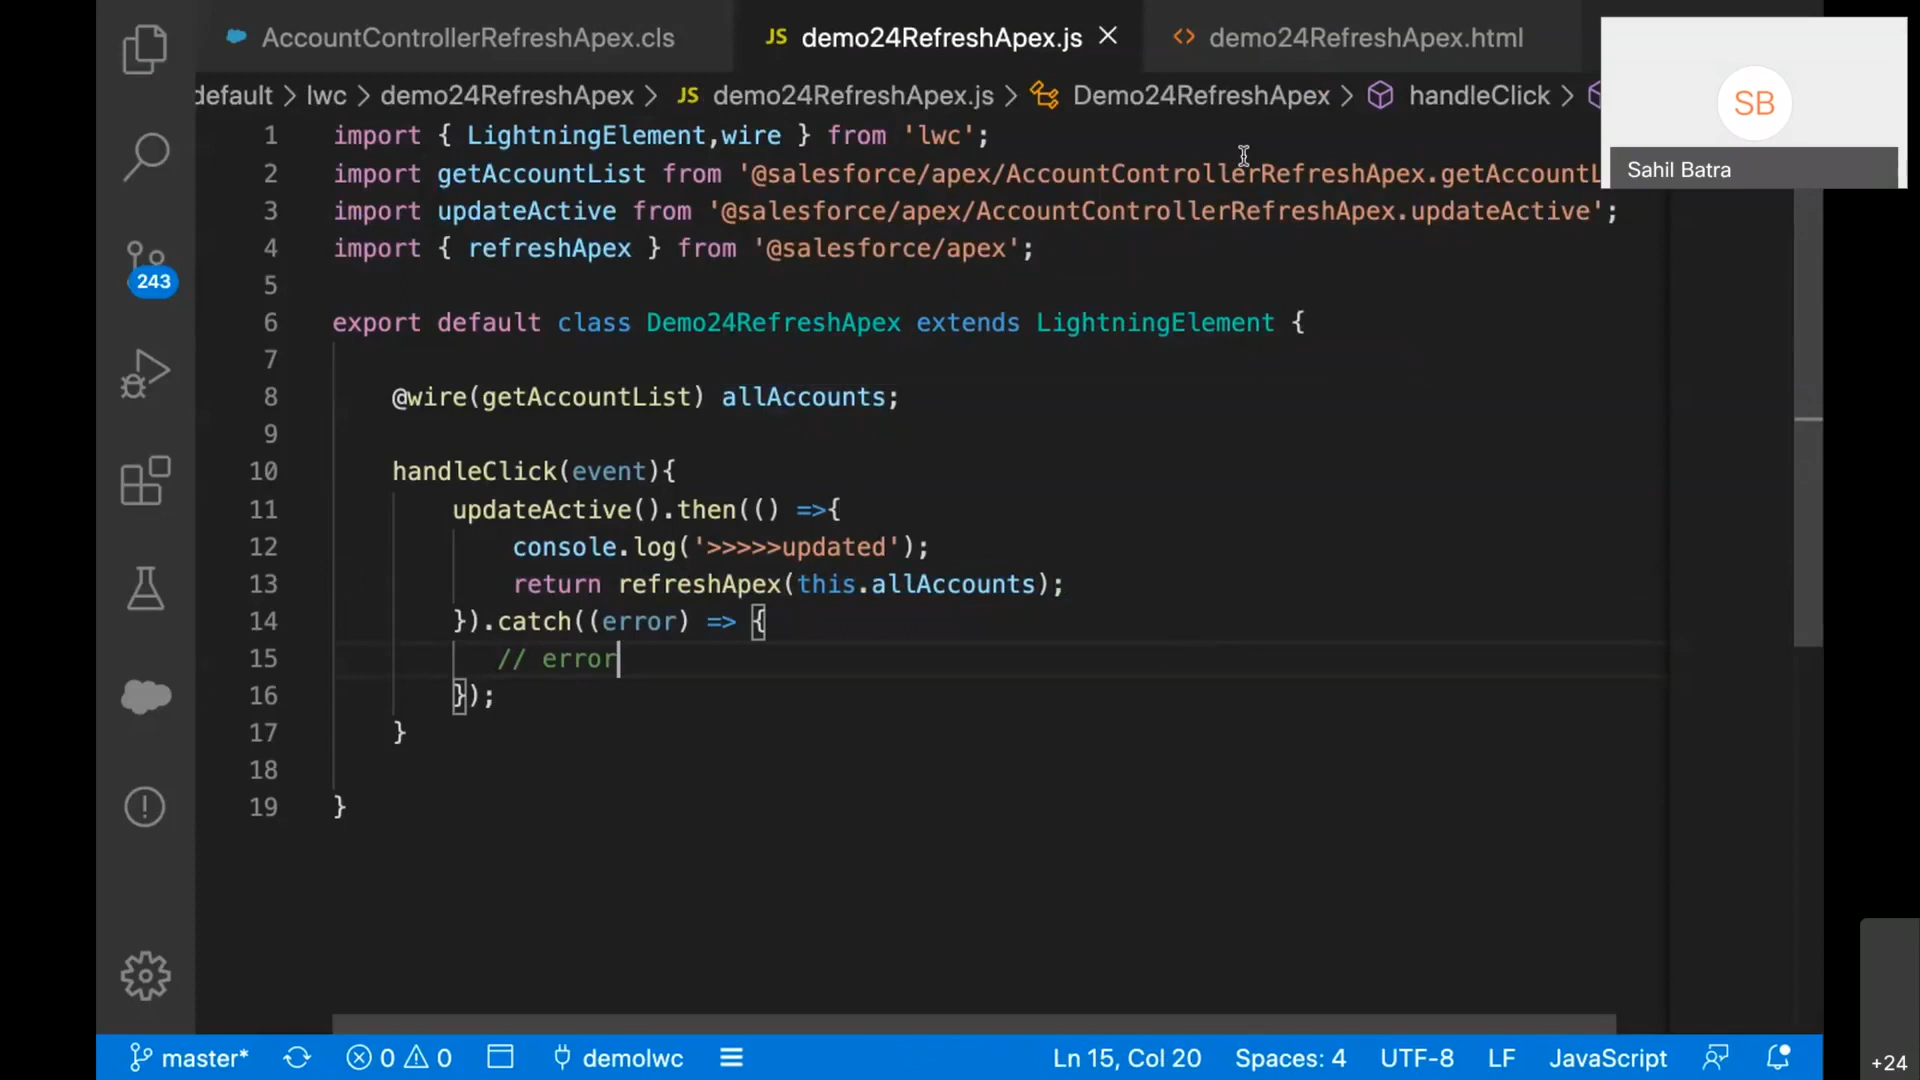 AccountControllerRefreshApex.cls
JS demo24RefreshApex.js
demo24RefreshApex.html
SB
Sahil Batra
default > lwc > demo24RefreshApex > JS demo24RefreshApex.js > Demo24RefreshApex > handleClick >
1 import { LightningElement,wire } from 'lwc';
2 import getAccountList from '@salesforce/apex/AccountControllerRefreshApex.getAccountL
3 import updateActive from '@salesforce/apex/AccountControllerRefreshApex.updateActive';
4 import { refreshApex } from '@salesforce/apex';
5
6 export default class Demo24RefreshApex extends LightningElement {
7
8 @wire(getAccountList) allAccounts;
9
10 handleClick(event){
11 updateActive().then(() =>{
12 console.log('>>>>>updated');
13 return refreshApex(this.allAccounts);
14 }).catch((error) => {
15 // error
16 });
17 }
18
19 }
243
master* 0 0 demolwc Ln 15, Col 20 Spaces: 4 UTF-8 LF JavaScript
+24